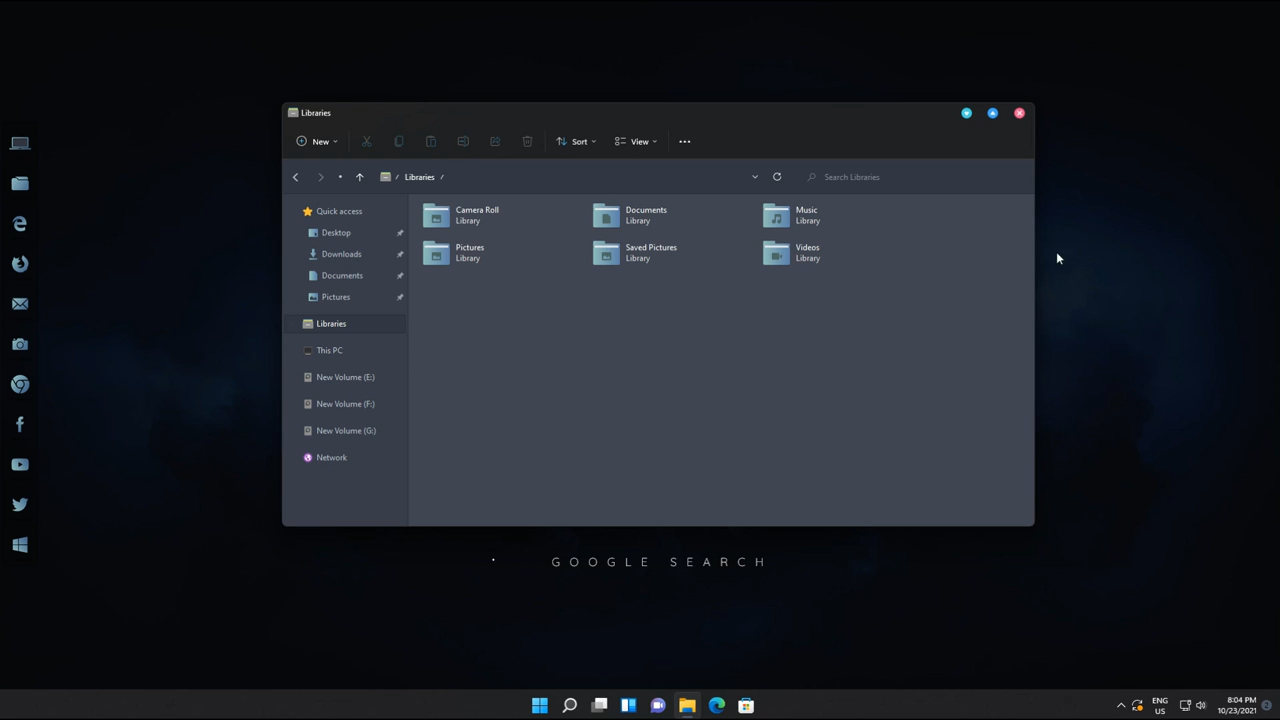 Libraries
New
Sort
View
/ Libraries /
Search Libraries
Quick access
Desktop
Downloads
Documents
Pictures
Libraries
This PC
New Volume (E:)
New Volume (F:)
New Volume (G:)
Network
Camera Roll
Library
Documents
Library
Music
Library
Pictures
Library
Saved Pictures
Library
Videos
Library
GOOGLE SEARCH
ENG
US
8:04 PM
10/23/2021
2